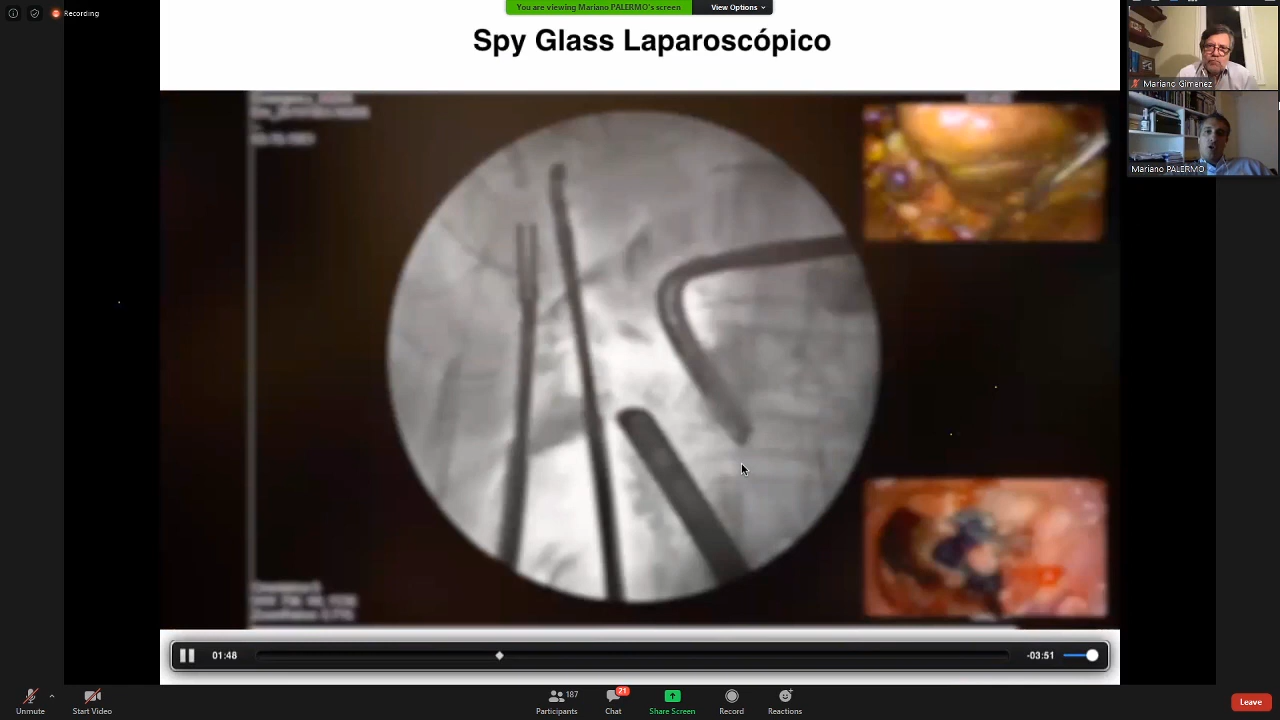 Recording
You are viewing Mariano PALERMO's screen
View Options
Spy Glass Laparoscópico
Mariano Gimenez
Mariano PALERMO
01:48
-03:51
Unmute
Start Video
187
Participants
21
Chat
Share Screen
Record
Reactions
Leave